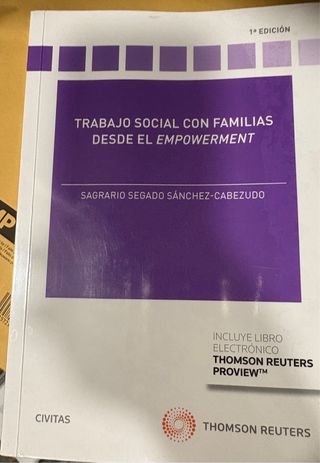 1ª EDICIÓN
TRABAJO SOCIAL CON FAMILIAS
DESDE EL EMPOWERMENT
SAGRARIO SEGADO SÁNCHEZ-CABEZUDO
INCLUYE LIBRO
ELECTRÓNICO
THOMSON REUTERS
PROVIEW™
CIVITAS
THOMSON REUTERS